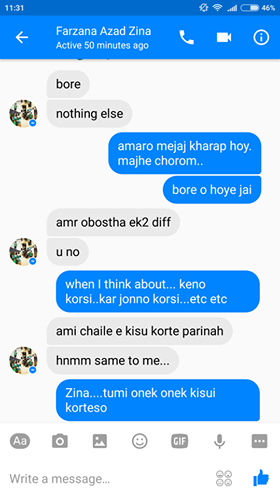 11:31
46%
Farzana Azad Zina
Active 50 minutes ago
bore
nothing else
amaro mejaj kharap hoy.
majhe chorom..
bore o hoye jai
amr obostha ek2 diff
u no
when I think about... keno
korsi..kar jonno korsi...etc etc
ami chaile e kisu korte parinah
hnmm same to me...
Zina....tumi onek onek kisui
korteso
Aa
GIF
Write a message...